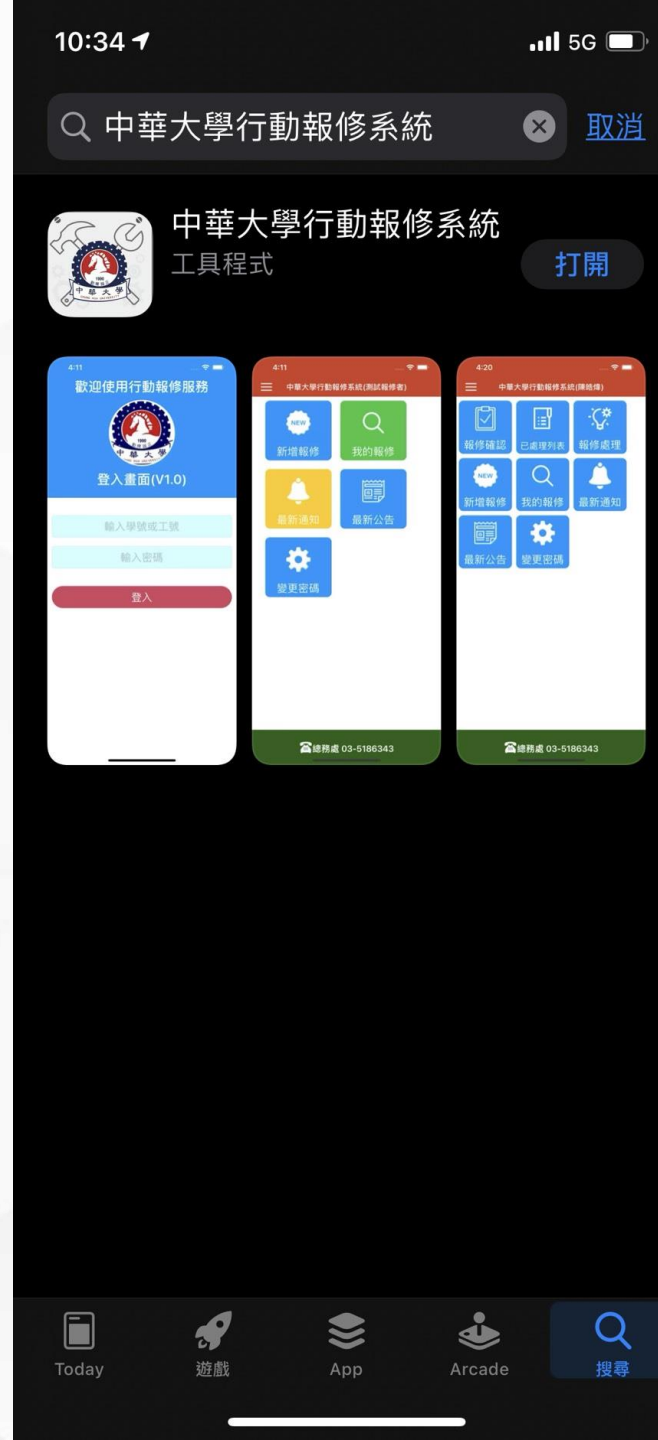 10:34
5G
中華大學行動報修系統
取消
中華大學行動報修系統
工具程式
打開
1990
中華大學
4:11
歡迎使用行動報修服務
1990
中華大學
登入畫面(V1.0)
輸入學號或工號
輸入密碼
登入
4:11
中華大學行動報修系統(測試報修者)
NEW
新增報修
我的報修
最新通知
最新公告
變更密碼
總務處 03-5186343
4:20
報修確認
已處理列表
報修處理
NEW
新增報修
我的報修
最新通知
最新公告
變更密碼
總務處 03-5186343
Today
遊戲
App
Arcade
搜尋